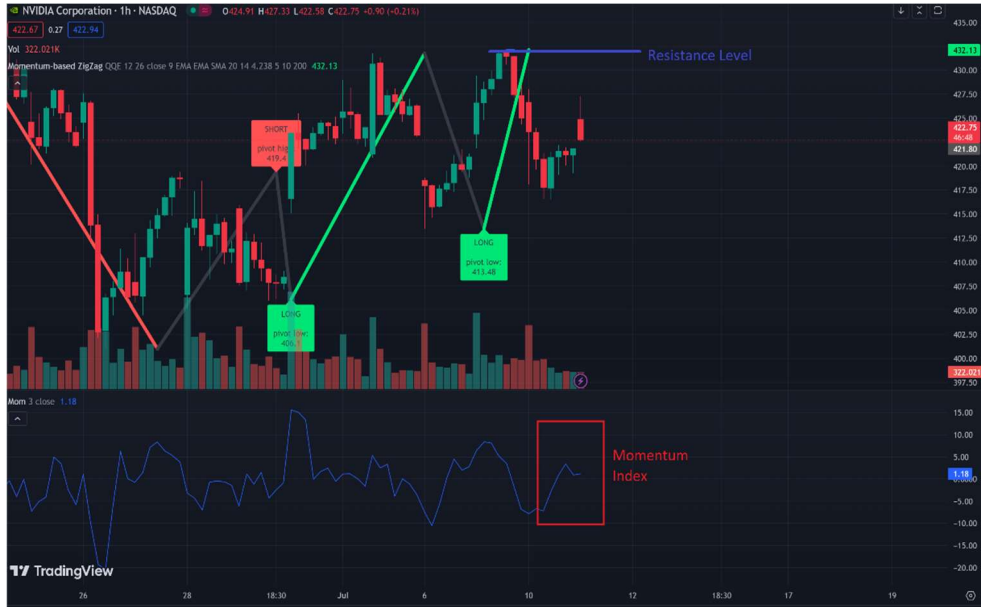 NVIDIA Corporation · 1h · NASDAQ O424.91 H427.33 L422.58 C422.75 +0.90 (+0.21%)
422.67 0.27 422.94
Vol 322.021K
Momentum-based ZigZag QQE 12 26 close 9 EMA EMA SMA 20 14 4.238 5 10 200 432.13
Resistance Level
435.00
432.13
430.00
427.50
425.00
422.75
46:48
421.80
420.00
417.50
415.00
412.50
410.00
407.50
405.00
402.50
400.00
322.021
397.50
SHORT
pivot
419.4
LONG
pivot low:
413.48
LONG
pivot low:
Mom 3 close 1.18
Momentum
Index
15.00
10.00
5.00
1.18
−5.00
−10.00
−15.00
−20.00
TradingView
26 28 18:30 Jul 6 10 12 18:30 17 19